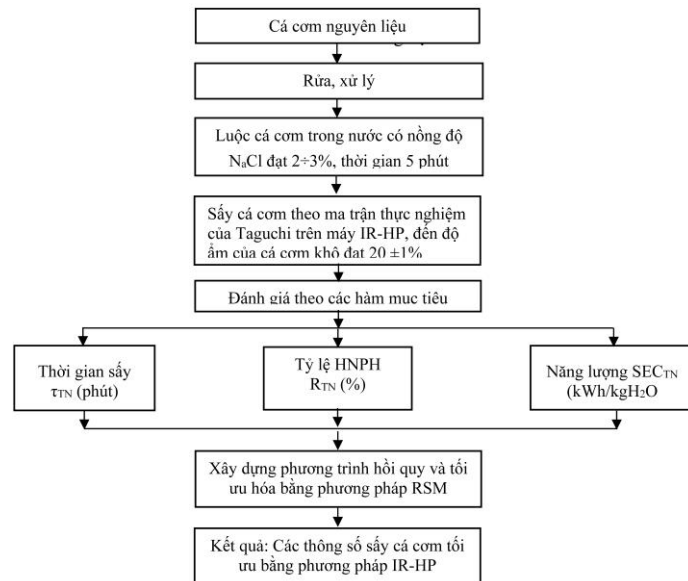 Cá cơm nguyên liệu
Rửa, xử lý
Luộc cá cơm trong nước có nồng độ
NaCl đạt 2÷3%, thời gian 5 phút
Sấy cá cơm theo ma trận thực nghiệm
của Taguchi trên máy IR-HP, đến độ
ẩm của cá cơm khô đạt 20 ±1%
Đánh giá theo các hàm mục tiêu
Thời gian sấy
τTN (phút)
Tỷ lệ HNPH
RTN (%)
Năng lượng SECTN
(kWh/kgH2O
Xây dựng phương trình hồi quy và tối
ưu hóa bằng phương pháp RSM
Kết quả: Các thông số sấy cá cơm tối
ưu bằng phương pháp IR-HP